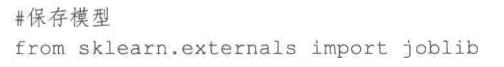 #保存模型
from sklearn.externals import joblib